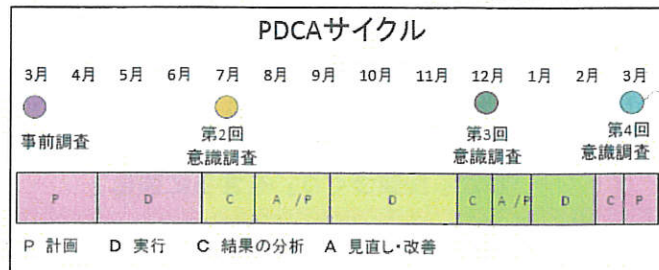 PDCAサイクル
3月 4月 5月 6月 7月 8月 9月 10月 11月 12月 1月 2月 3月
事前調査 第2回 意識調査 第3回 意識調査 第4回 意識調査
P D C A /P D C A /P D C P
P 計画 D 実行 C 結果の分析 A 見直し・改善